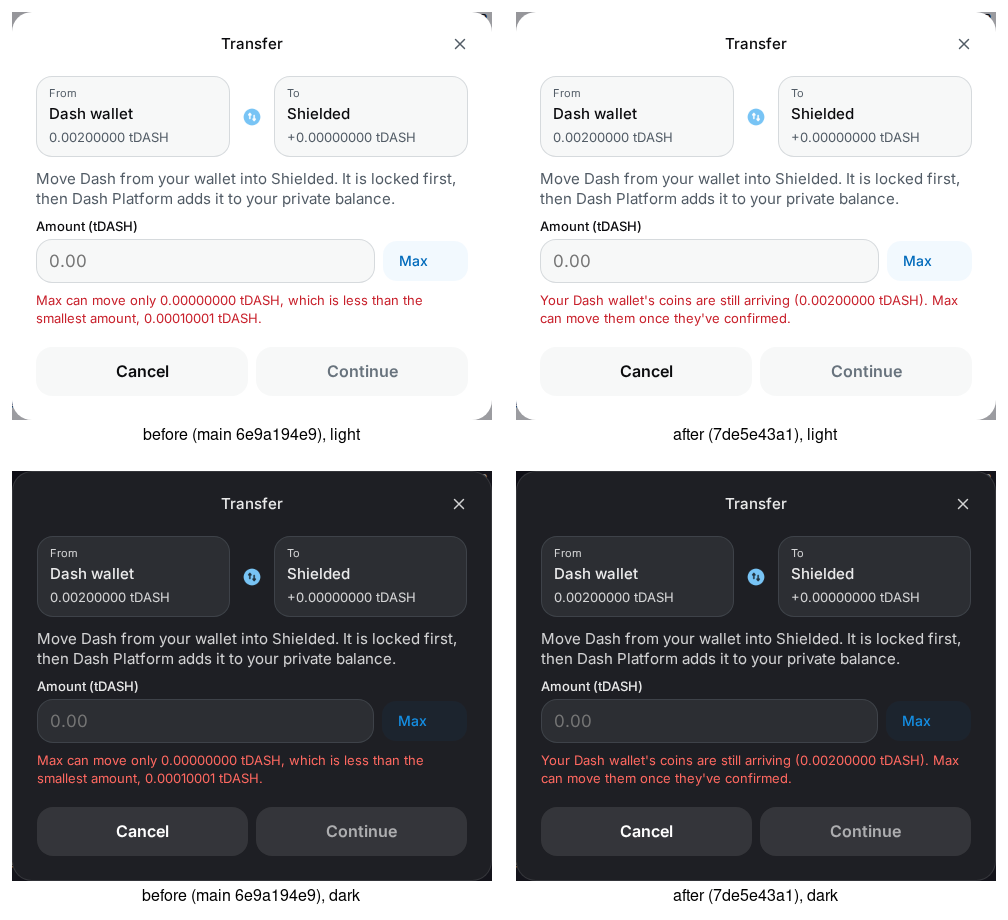 Transfer
From
Dash wallet
0.00200000 tDASH
To
Shielded
+0.00000000 tDASH
Move Dash from your wallet into Shielded. It is locked first,
then Dash Platform adds it to your private balance.
Amount (tDASH)
0.00
Max
Max can move only 0.00000000 tDASH, which is less than the
smallest amount, 0.00010001 tDASH.
Cancel
Continue
before (main 6e9a194e9), light
Transfer
From
Dash wallet
0.00200000 tDASH
To
Shielded
+0.00000000 tDASH
Move Dash from your wallet into Shielded. It is locked first,
then Dash Platform adds it to your private balance.
Amount (tDASH)
0.00
Max
Your Dash wallet's coins are still arriving (0.00200000 tDASH). Max
can move them once they've confirmed.
Cancel
Continue
after (7de5e43a1), light
Transfer
From
Dash wallet
0.00200000 tDASH
To
Shielded
+0.00000000 tDASH
Move Dash from your wallet into Shielded. It is locked first,
then Dash Platform adds it to your private balance.
Amount (tDASH)
0.00
Max
Max can move only 0.00000000 tDASH, which is less than the
smallest amount, 0.00010001 tDASH.
Cancel
Continue
before (main 6e9a194e9), dark
Transfer
From
Dash wallet
0.00200000 tDASH
To
Shielded
+0.00000000 tDASH
Move Dash from your wallet into Shielded. It is locked first,
then Dash Platform adds it to your private balance.
Amount (tDASH)
0.00
Max
Your Dash wallet's coins are still arriving (0.00200000 tDASH). Max
can move them once they've confirmed.
Cancel
Continue
after (7de5e43a1), dark